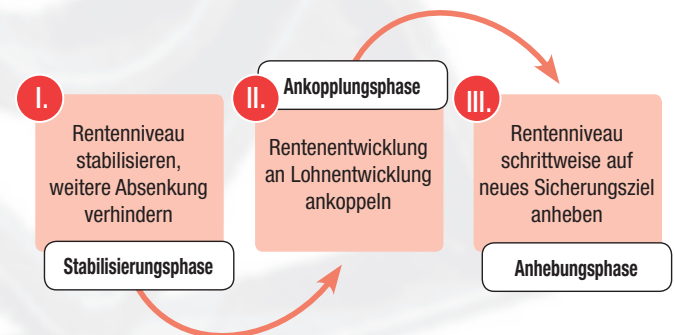 I.
Rentenniveau
stabilisieren,
weitere Absenkung
verhindern
Stabilisierungsphase
II.
Ankopplungsphase
Rentenentwicklung
an Lohnentwicklung
ankoppeln
III.
Rentenniveau
schrittweise auf
neues Sicherungsziel
anheben
Anhebungsphase